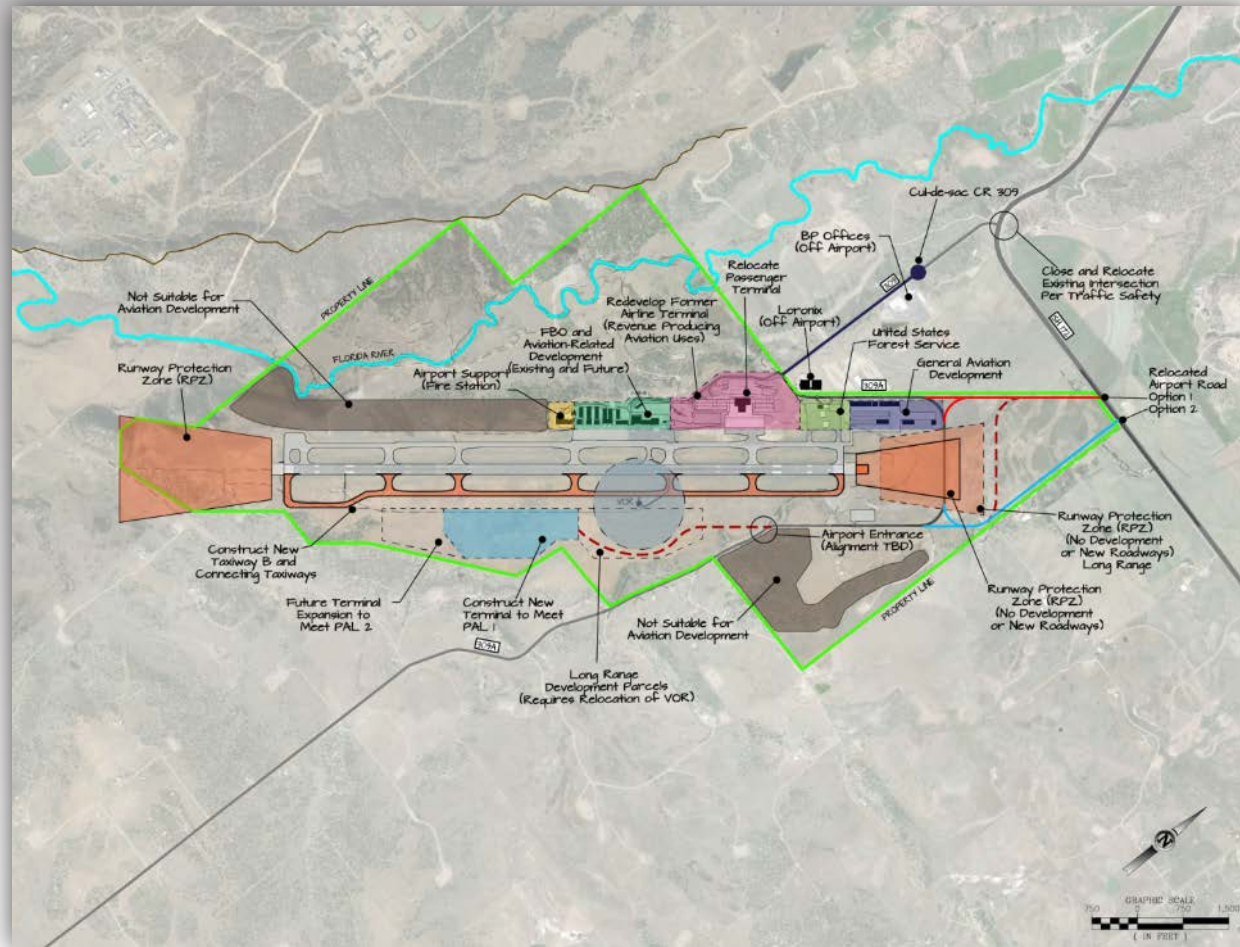 Cul-de-sac CR 309
BP Offices
(Off Airport)
Close and Relocate
Existing Intersection
Per Traffic Safety
Relocate
Passenger
Terminal
Not Suitable for
Aviation Development
PROPERTY LINE
Redevelop Former
Airline Terminal
(Revenue Producing
Aviation Uses)
Loronix
(Off Airport)
309
United States
Forest Service
FBO and
Aviation-Related
Development
(Existing and Future)
FLORIDA RIVER
General Aviation
Development
Runway Protection
Zone (RPZ)
Airport Support
(Fire Station)
309A
Relocated
Airport Road
Option 1
Option 2
VOR
Airport Entrance
(Alignment TBD)
Runway Protection
Zone (RPZ)
(No Development
or New Roadways)
Long Range
Construct New
Taxiway B and
Connecting Taxiways
Future Terminal
Expansion to
Meet PAL 2
Construct New
Terminal to Meet
PAL 1
Not Suitable for
Aviation Development
PROPERTY LINE
Runway Protection
Zone (RPZ)
(No Development
or New Roadways)
309A
Long Range
Development Parcels
(Requires Relocation of VOR)
N
GRAPHIC SCALE
750 0 750 1,500
( IN FEET )